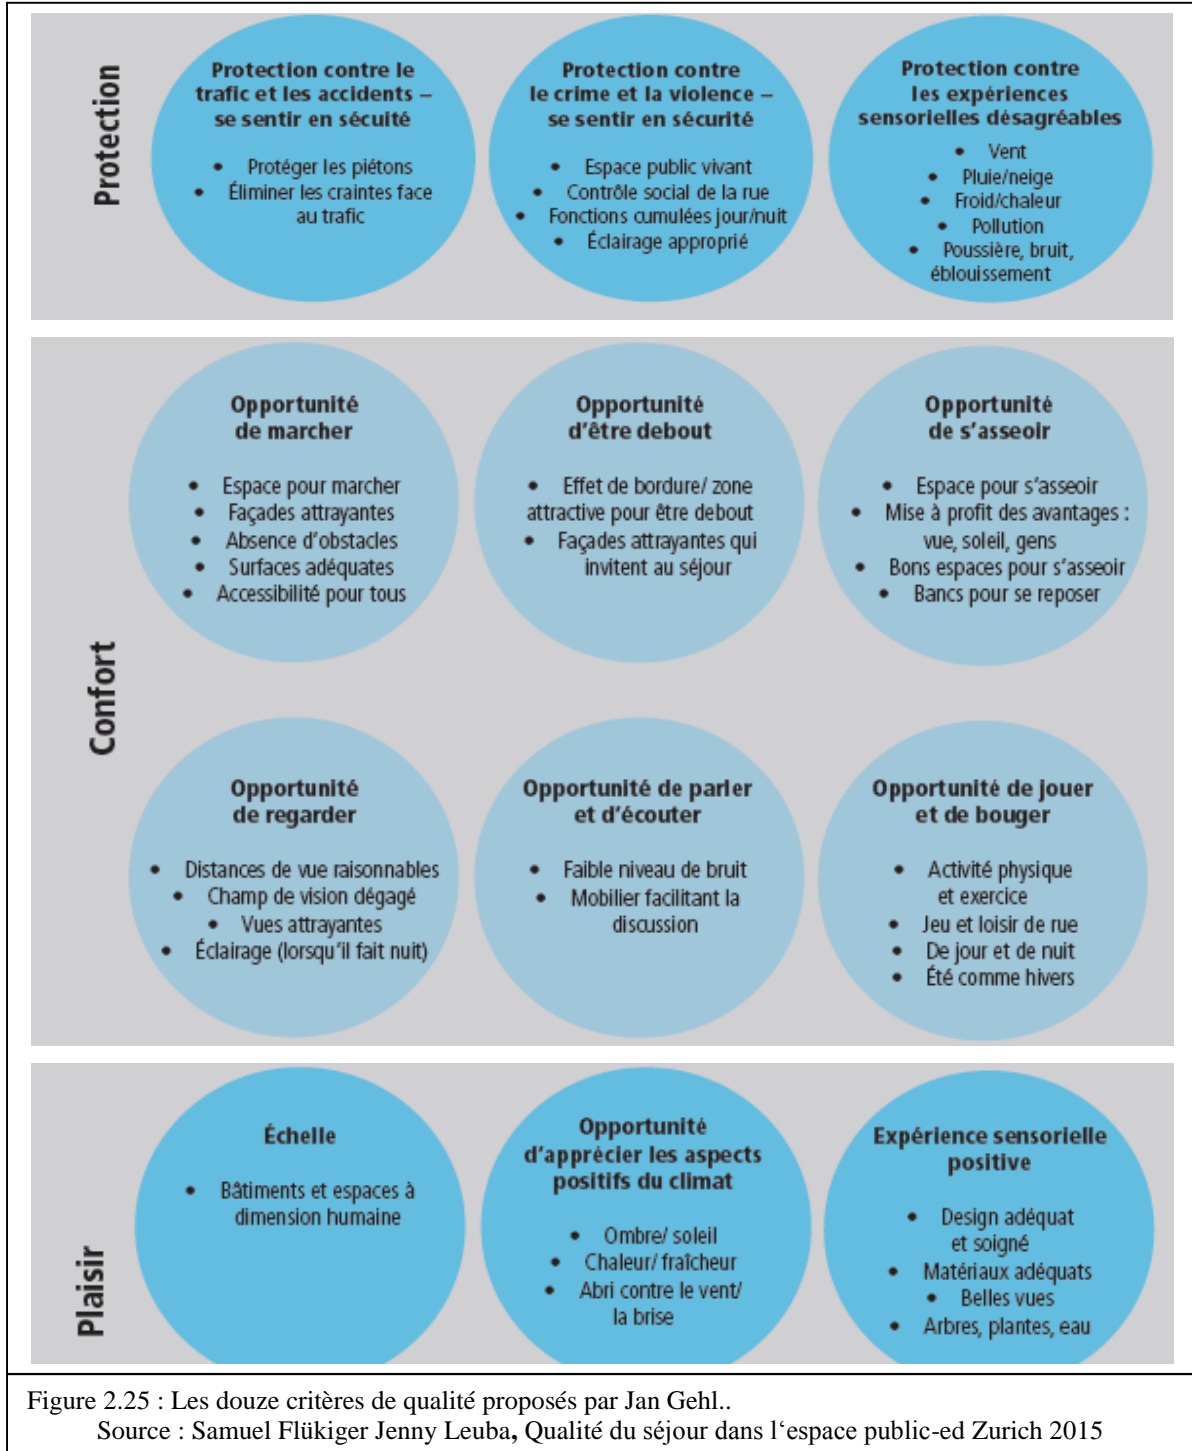 Protection
Protection contre le
trafic et les accidents –
se sentir en sécuité
• Protéger les piétons
• Éliminer les craintes face
au trafic
Protection contre
le crime et la violence –
se sentir en sécurité
• Espace public vivant
• Contrôle social de la rue
• Fonctions cumulées jour/nuit
• Éclairage approprié
Protection contre
les expériences
sensorielles désagréables
• Vent
• Pluie/neige
• Froid/chaleur
• Pollution
• Poussière, bruit,
éblouissement
Confort
Opportunité
de marcher
• Espace pour marcher
• Façades attrayantes
• Absence d'obstacles
• Surfaces adéquates
• Accessibilité pour tous
Opportunité
d'être debout
• Effet de bordure/ zone
attractive pour être debout
• Façades attrayantes qui
invitent au séjour
Opportunité
de s'asseoir
• Espace pour s'asseoir
• Mise à profit des avantages :
vue, soleil, gens
• Bons espaces pour s'asseoir
• Bancs pour se reposer
Opportunité
de regarder
• Distances de vue raisonnables
• Champ de vision dégagé
• Vues attrayantes
• Éclairage (lorsqu'il fait nuit)
Opportunité de parler
et d'écouter
• Faible niveau de bruit
• Mobilier facilitant la
discussion
Opportunité de jouer
et de bouger
• Activité physique
et exercice
• Jeu et loisir de rue
• De jour et de nuit
• Été comme hivers
Plaisir
Échelle
• Bâtiments et espaces à
dimension humaine
Opportunité
d'apprécier les aspects
positifs du climat
• Ombre/ soleil
• Chaleur/ fraîcheur
• Abri contre le vent/
la brise
Expérience sensorielle
positive
• Design adéquat
et soigné
• Matériaux adéquats
• Belles vues
• Arbres, plantes, eau
Figure 2.25 : Les douze critères de qualité proposés par Jan Gehl..
Source : Samuel Flükiger Jenny Leuba, Qualité du séjour dans l‘espace public-ed Zurich 2015